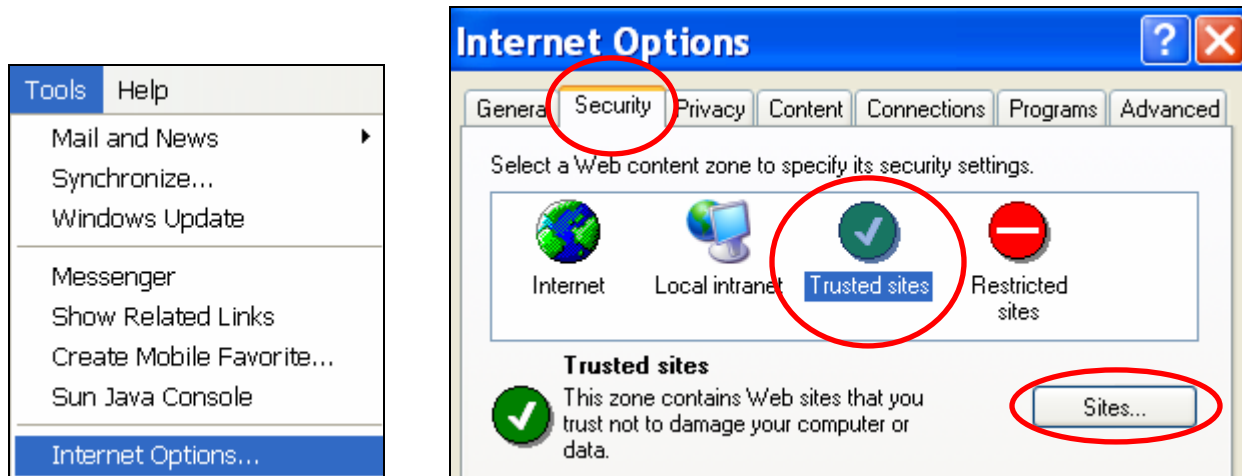 Tools Help
Mail and News
Synchronize...
Windows Update
Messenger
Show Related Links
Create Mobile Favorite...
Sun Java Console
Internet Options...
Internet Options
General Security Privacy Content Connections Programs Advanced
Select a Web content zone to specify its security settings.
Internet Local intranet Trusted sites Restricted
sites
Trusted sites
This zone contains Web sites that you
trust not to damage your computer or
data.
Sites...